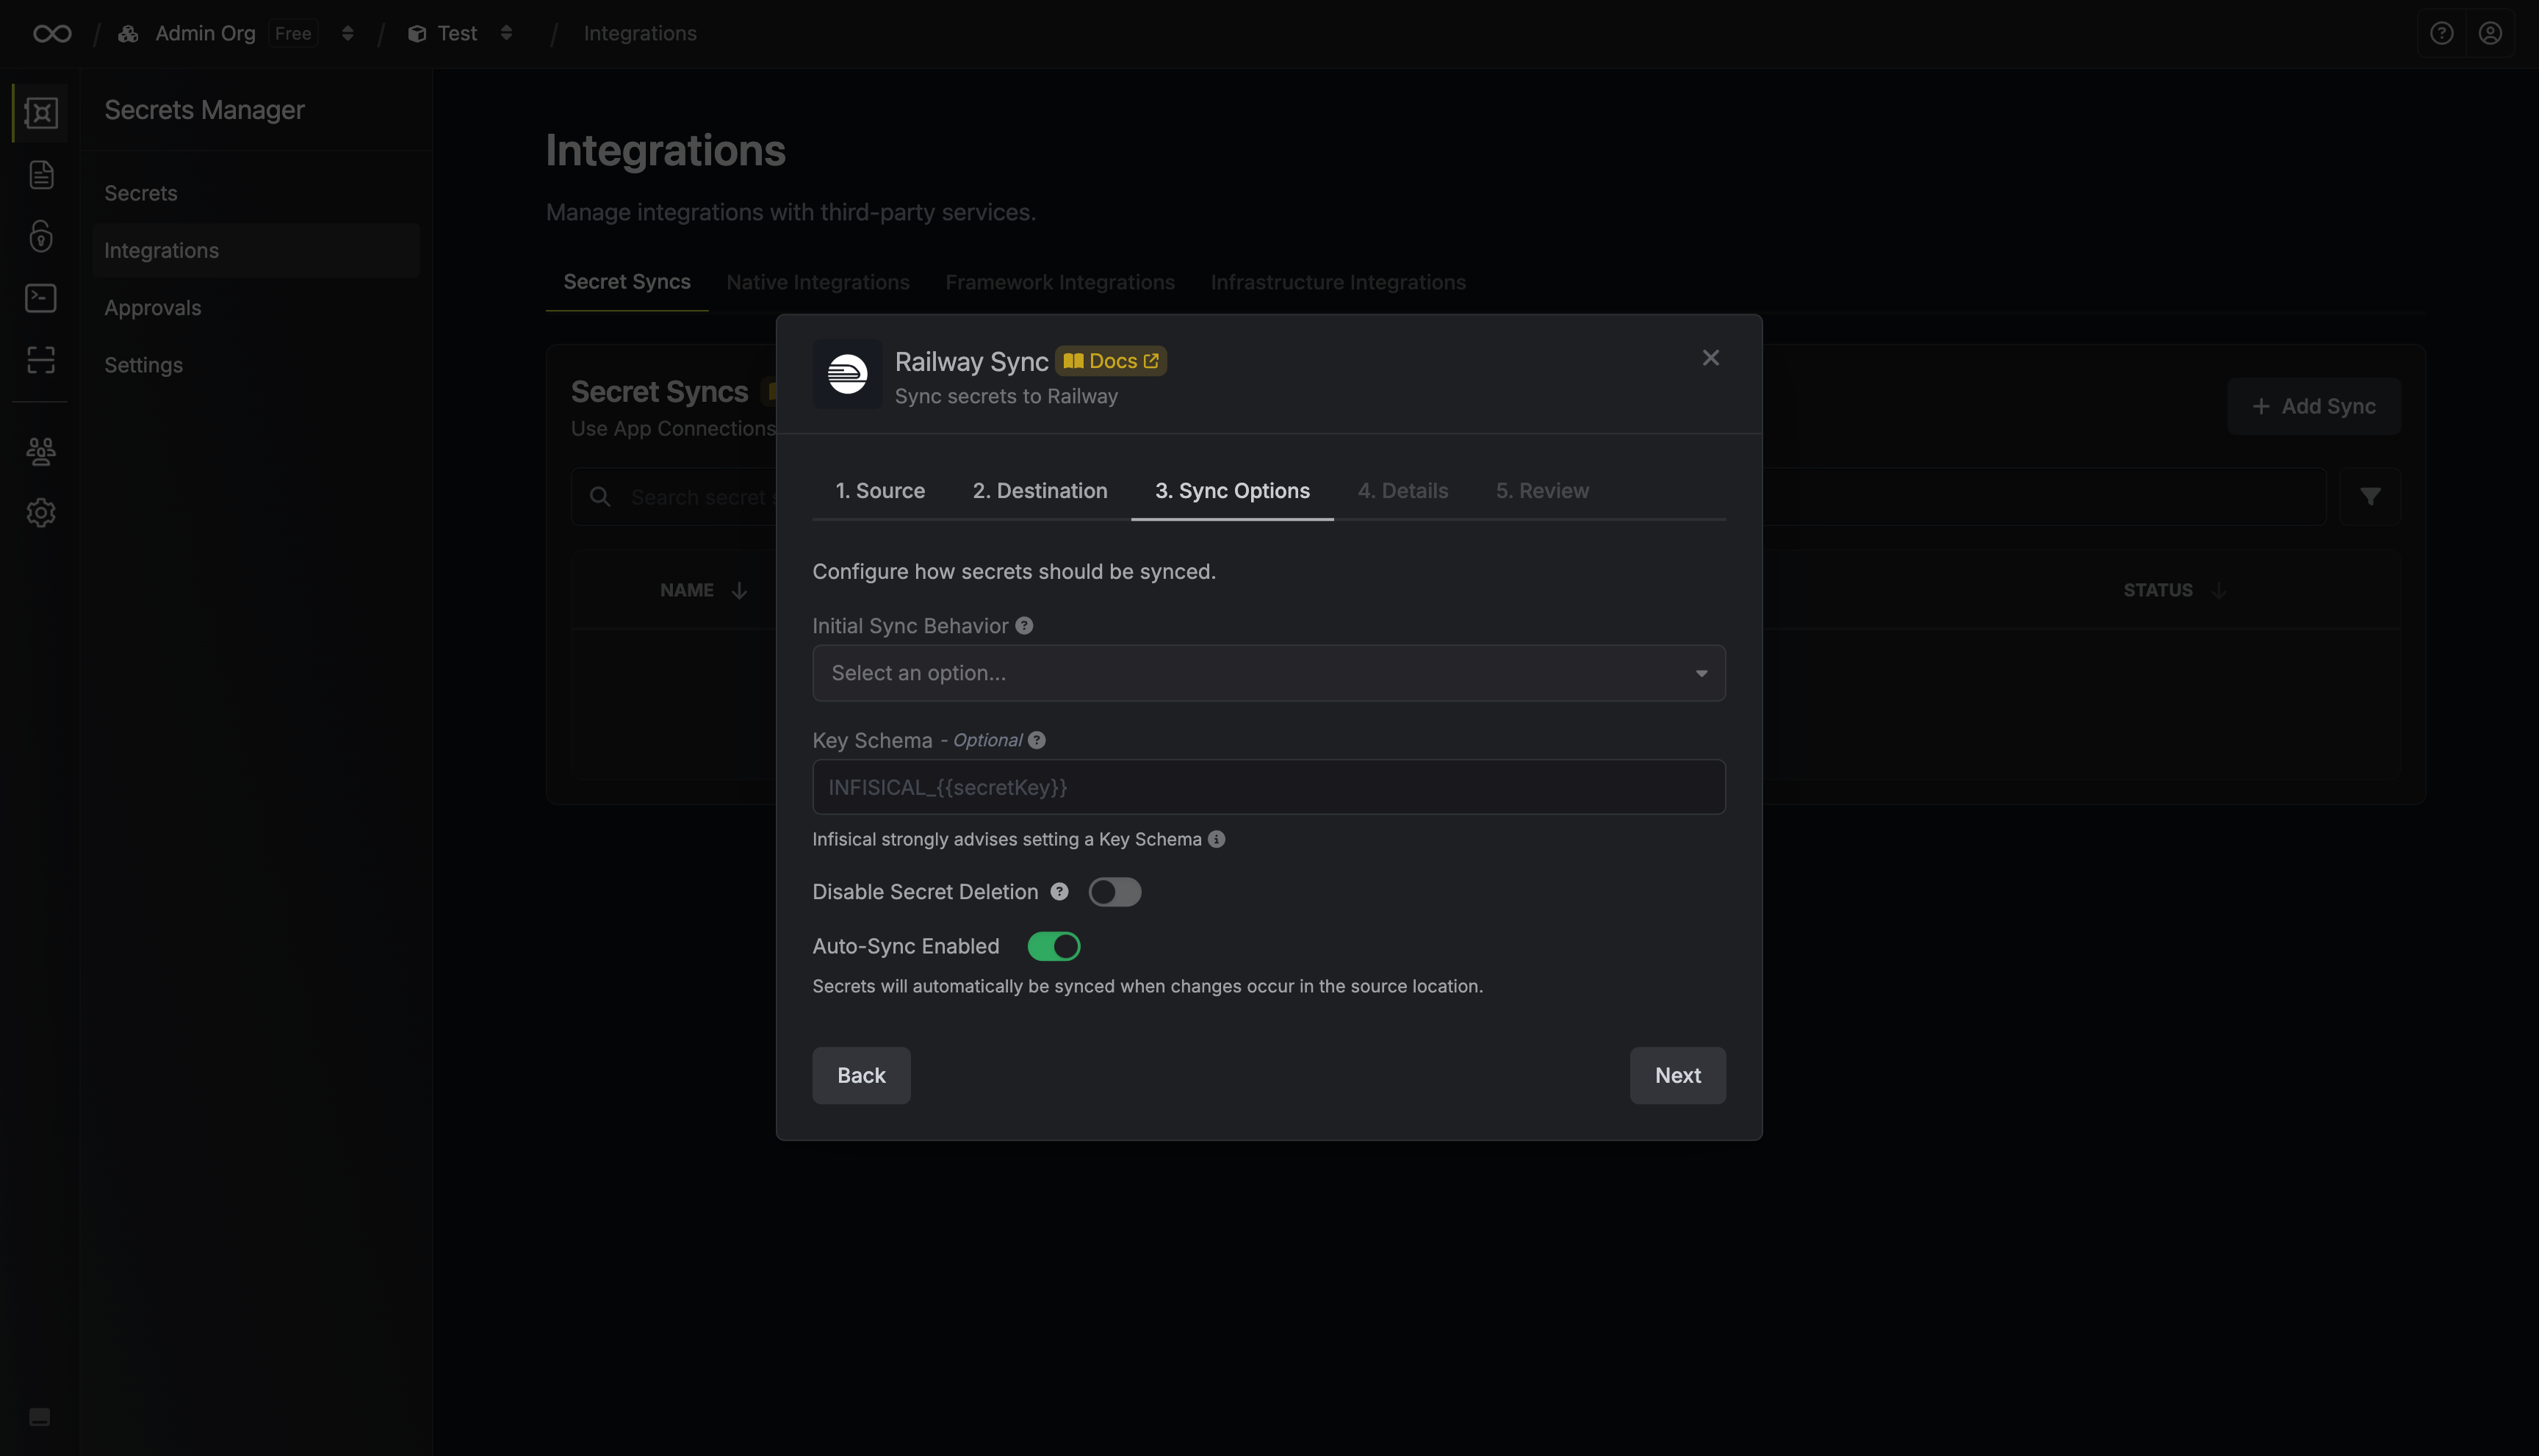 Admin Org Free Test Integrations
Secrets Manager
Secrets
Integrations
Approvals
Settings
Integrations
Manage integrations with third-party services.
Secret Syncs Native Integrations Framework Integrations Infrastructure Integrations
Secret Syncs
Use App Connections
Add Sync
Search secret
NAME
STATUS
Railway Sync Docs
Sync secrets to Railway
1. Source 2. Destination 3. Sync Options 4. Details 5. Review
Configure how secrets should be synced.
Initial Sync Behavior
Select an option...
Key Schema - Optional
INFISICAL_{{secretKey}}
Infisical strongly advises setting a Key Schema
Disable Secret Deletion
Auto-Sync Enabled
Secrets will automatically be synced when changes occur in the source location.
Back Next